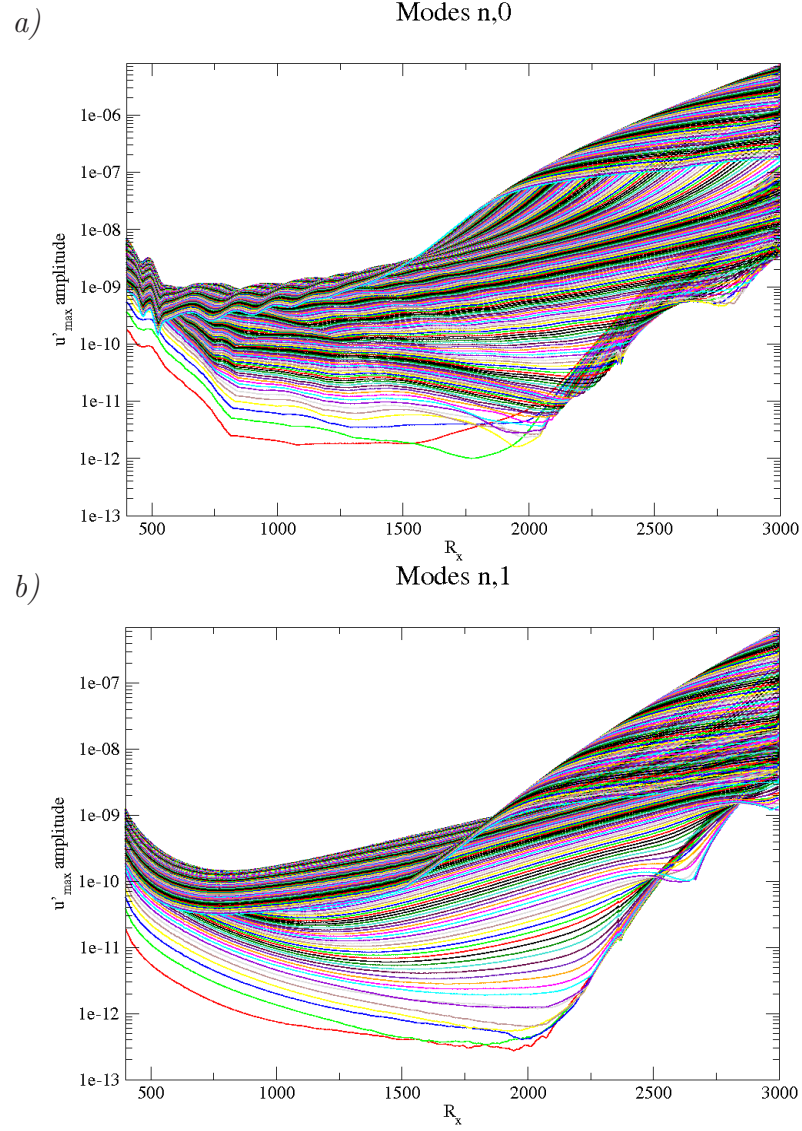 a)
Modes n,0
1e-06
1e-07
1e-08
1e-09
1e-10
1e-11
1e-12
1e-13
u'max amplitude
500 1000 1500 2000 2500 3000
Rx
b)
Modes n,1
1e-07
1e-08
1e-09
1e-10
1e-11
1e-12
1e-13
u'max amplitude
500 1000 1500 2000 2500 3000
Rx